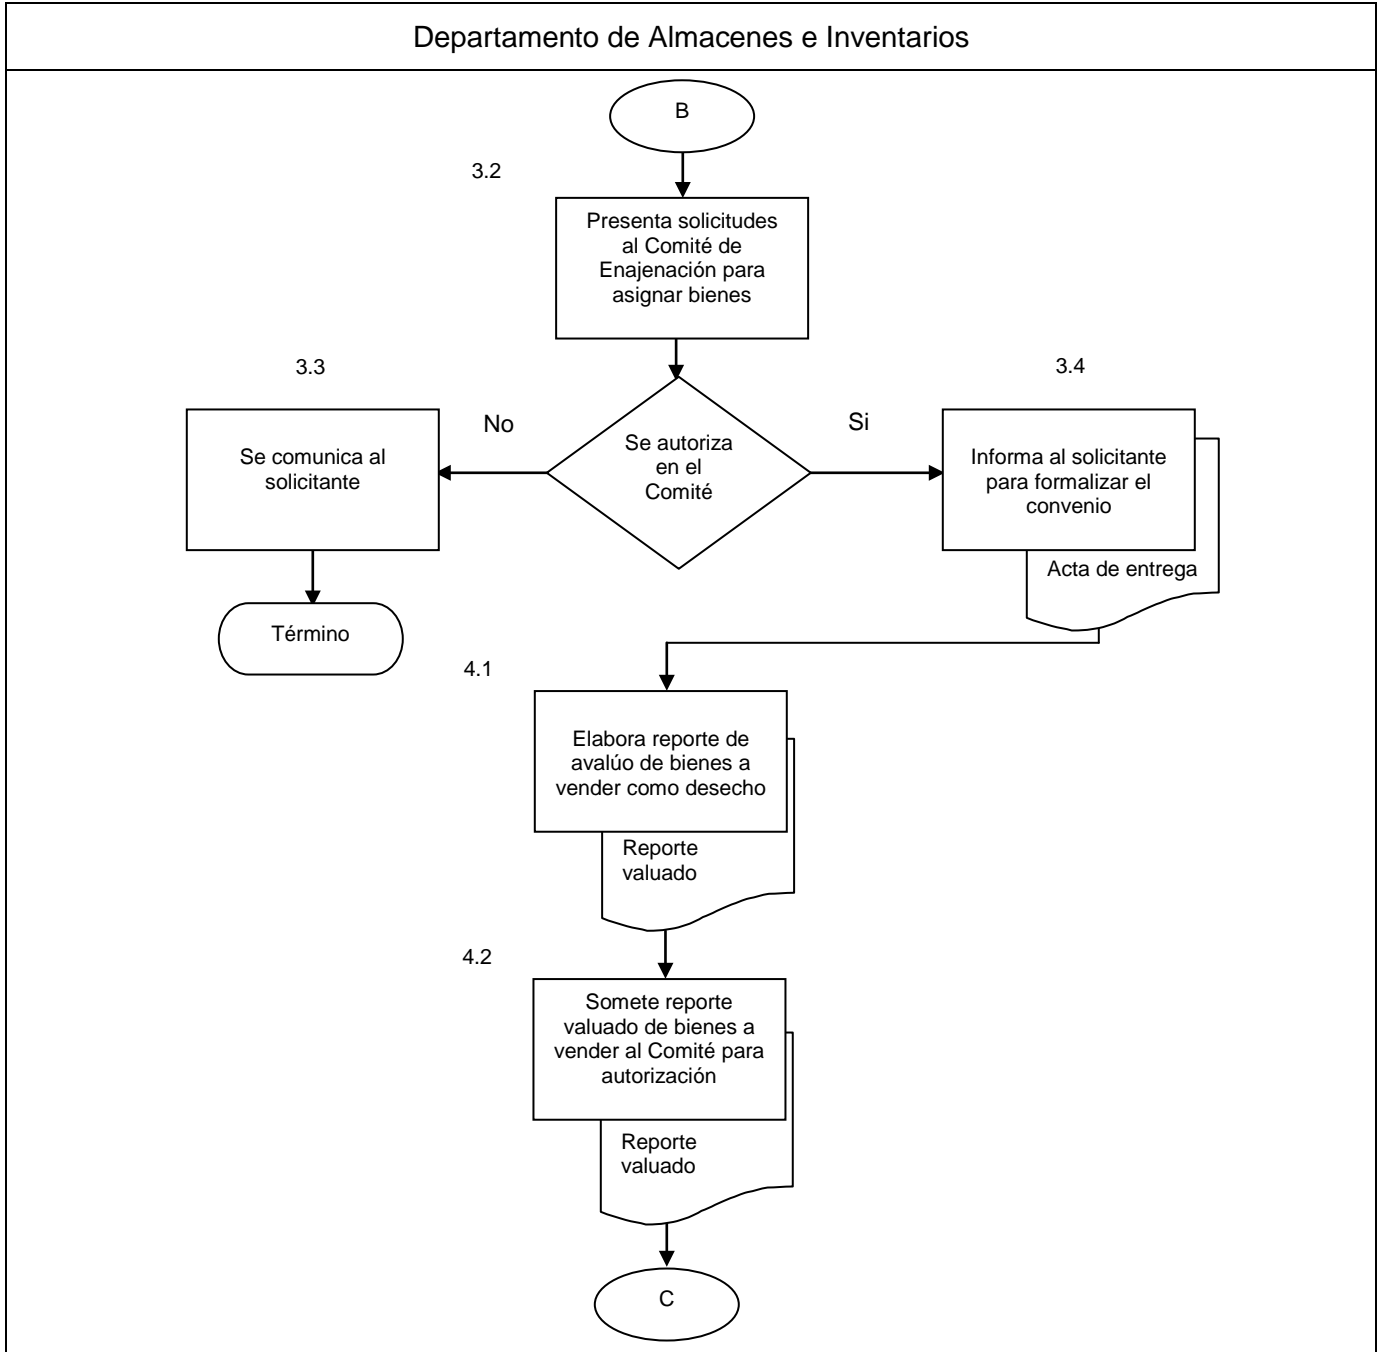 Departamento de Almacenes e Inventarios
B
3.2
Presenta solicitudes
al Comité de
Enajenación para
asignar bienes
3.3
Se comunica al
solicitante
No
Se autoriza
en el
Comité
Si
3.4
Informa al solicitante
para formalizar el
convenio
Acta de entrega
Término
4.1
Elabora reporte de
avalúo de bienes a
vender como desecho
Reporte
valuado
4.2
Somete reporte
valuado de bienes a
vender al Comité para
autorización
Reporte
valuado
C